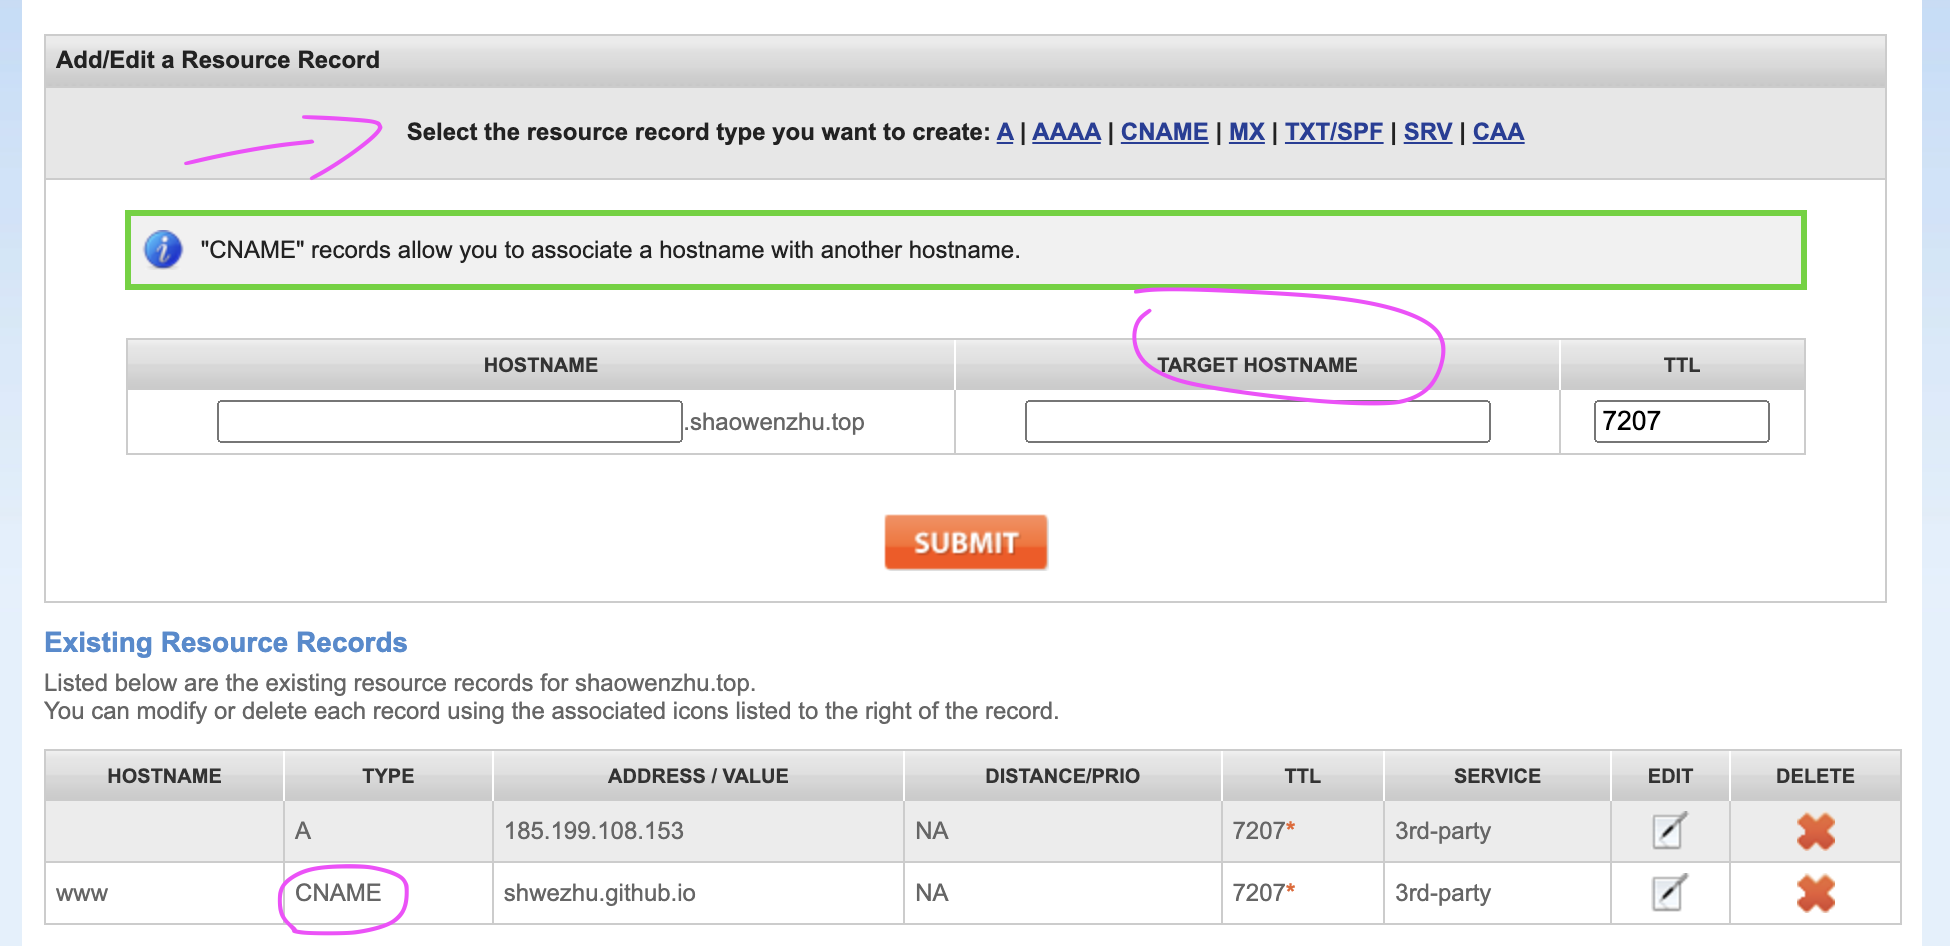 Add/Edit a Resource Record
Select the resource record type you want to create: A | AAAA | CNAME | MX | TXT/SPF | SRV | CAA
"CNAME" records allow you to associate a hostname with another hostname.
HOSTNAME TARGET HOSTNAME TTL
.shaowenzhu.top 7207
SUBMIT
Existing Resource Records
Listed below are the existing resource records for shaowenzhu.top.
You can modify or delete each record using the associated icons listed to the right of the record.
HOSTNAME TYPE ADDRESS / VALUE DISTANCE/PRIO TTL SERVICE EDIT DELETE
A 185.199.108.153 NA 7207* 3rd-party
www CNAME shwezhu.github.io NA 7207* 3rd-party